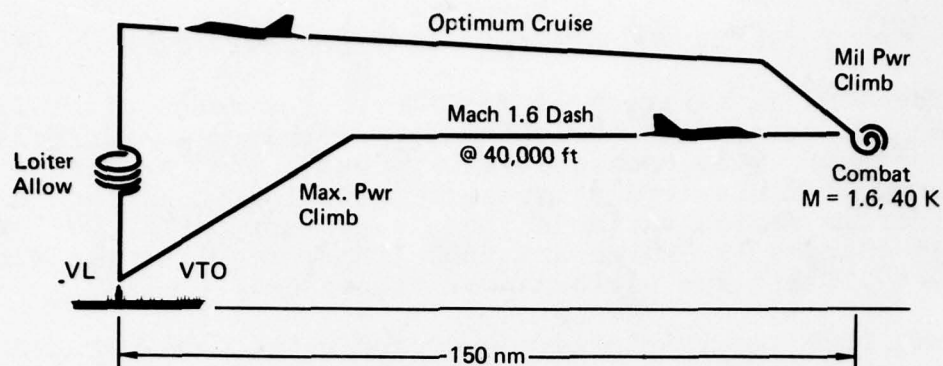 Optimum Cruise
Mil Pwr
Climb
Mach 1.6 Dash
@ 40,000 ft
Loiter
Allow
Max. Pwr
Climb
Combat
M = 1.6, 40 K
VL
VTO
150 nm